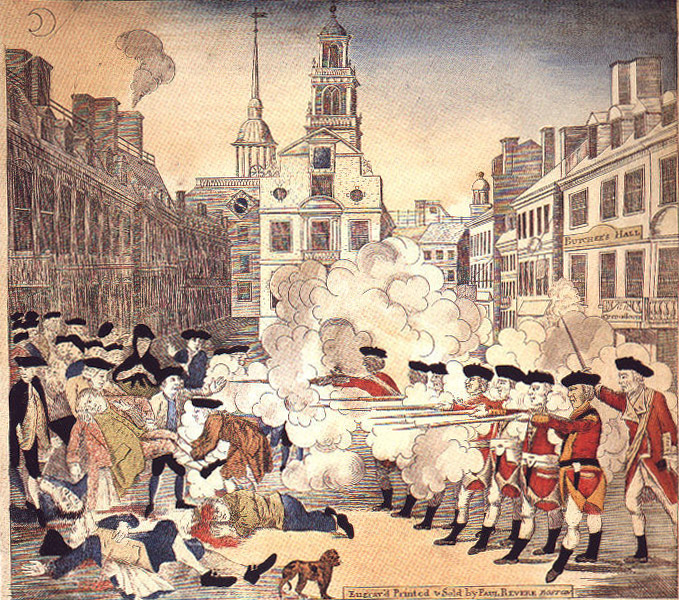 BUTCHER'S HALL
Engrav'd Printed & Sold by PAUL REVERE BOSTON